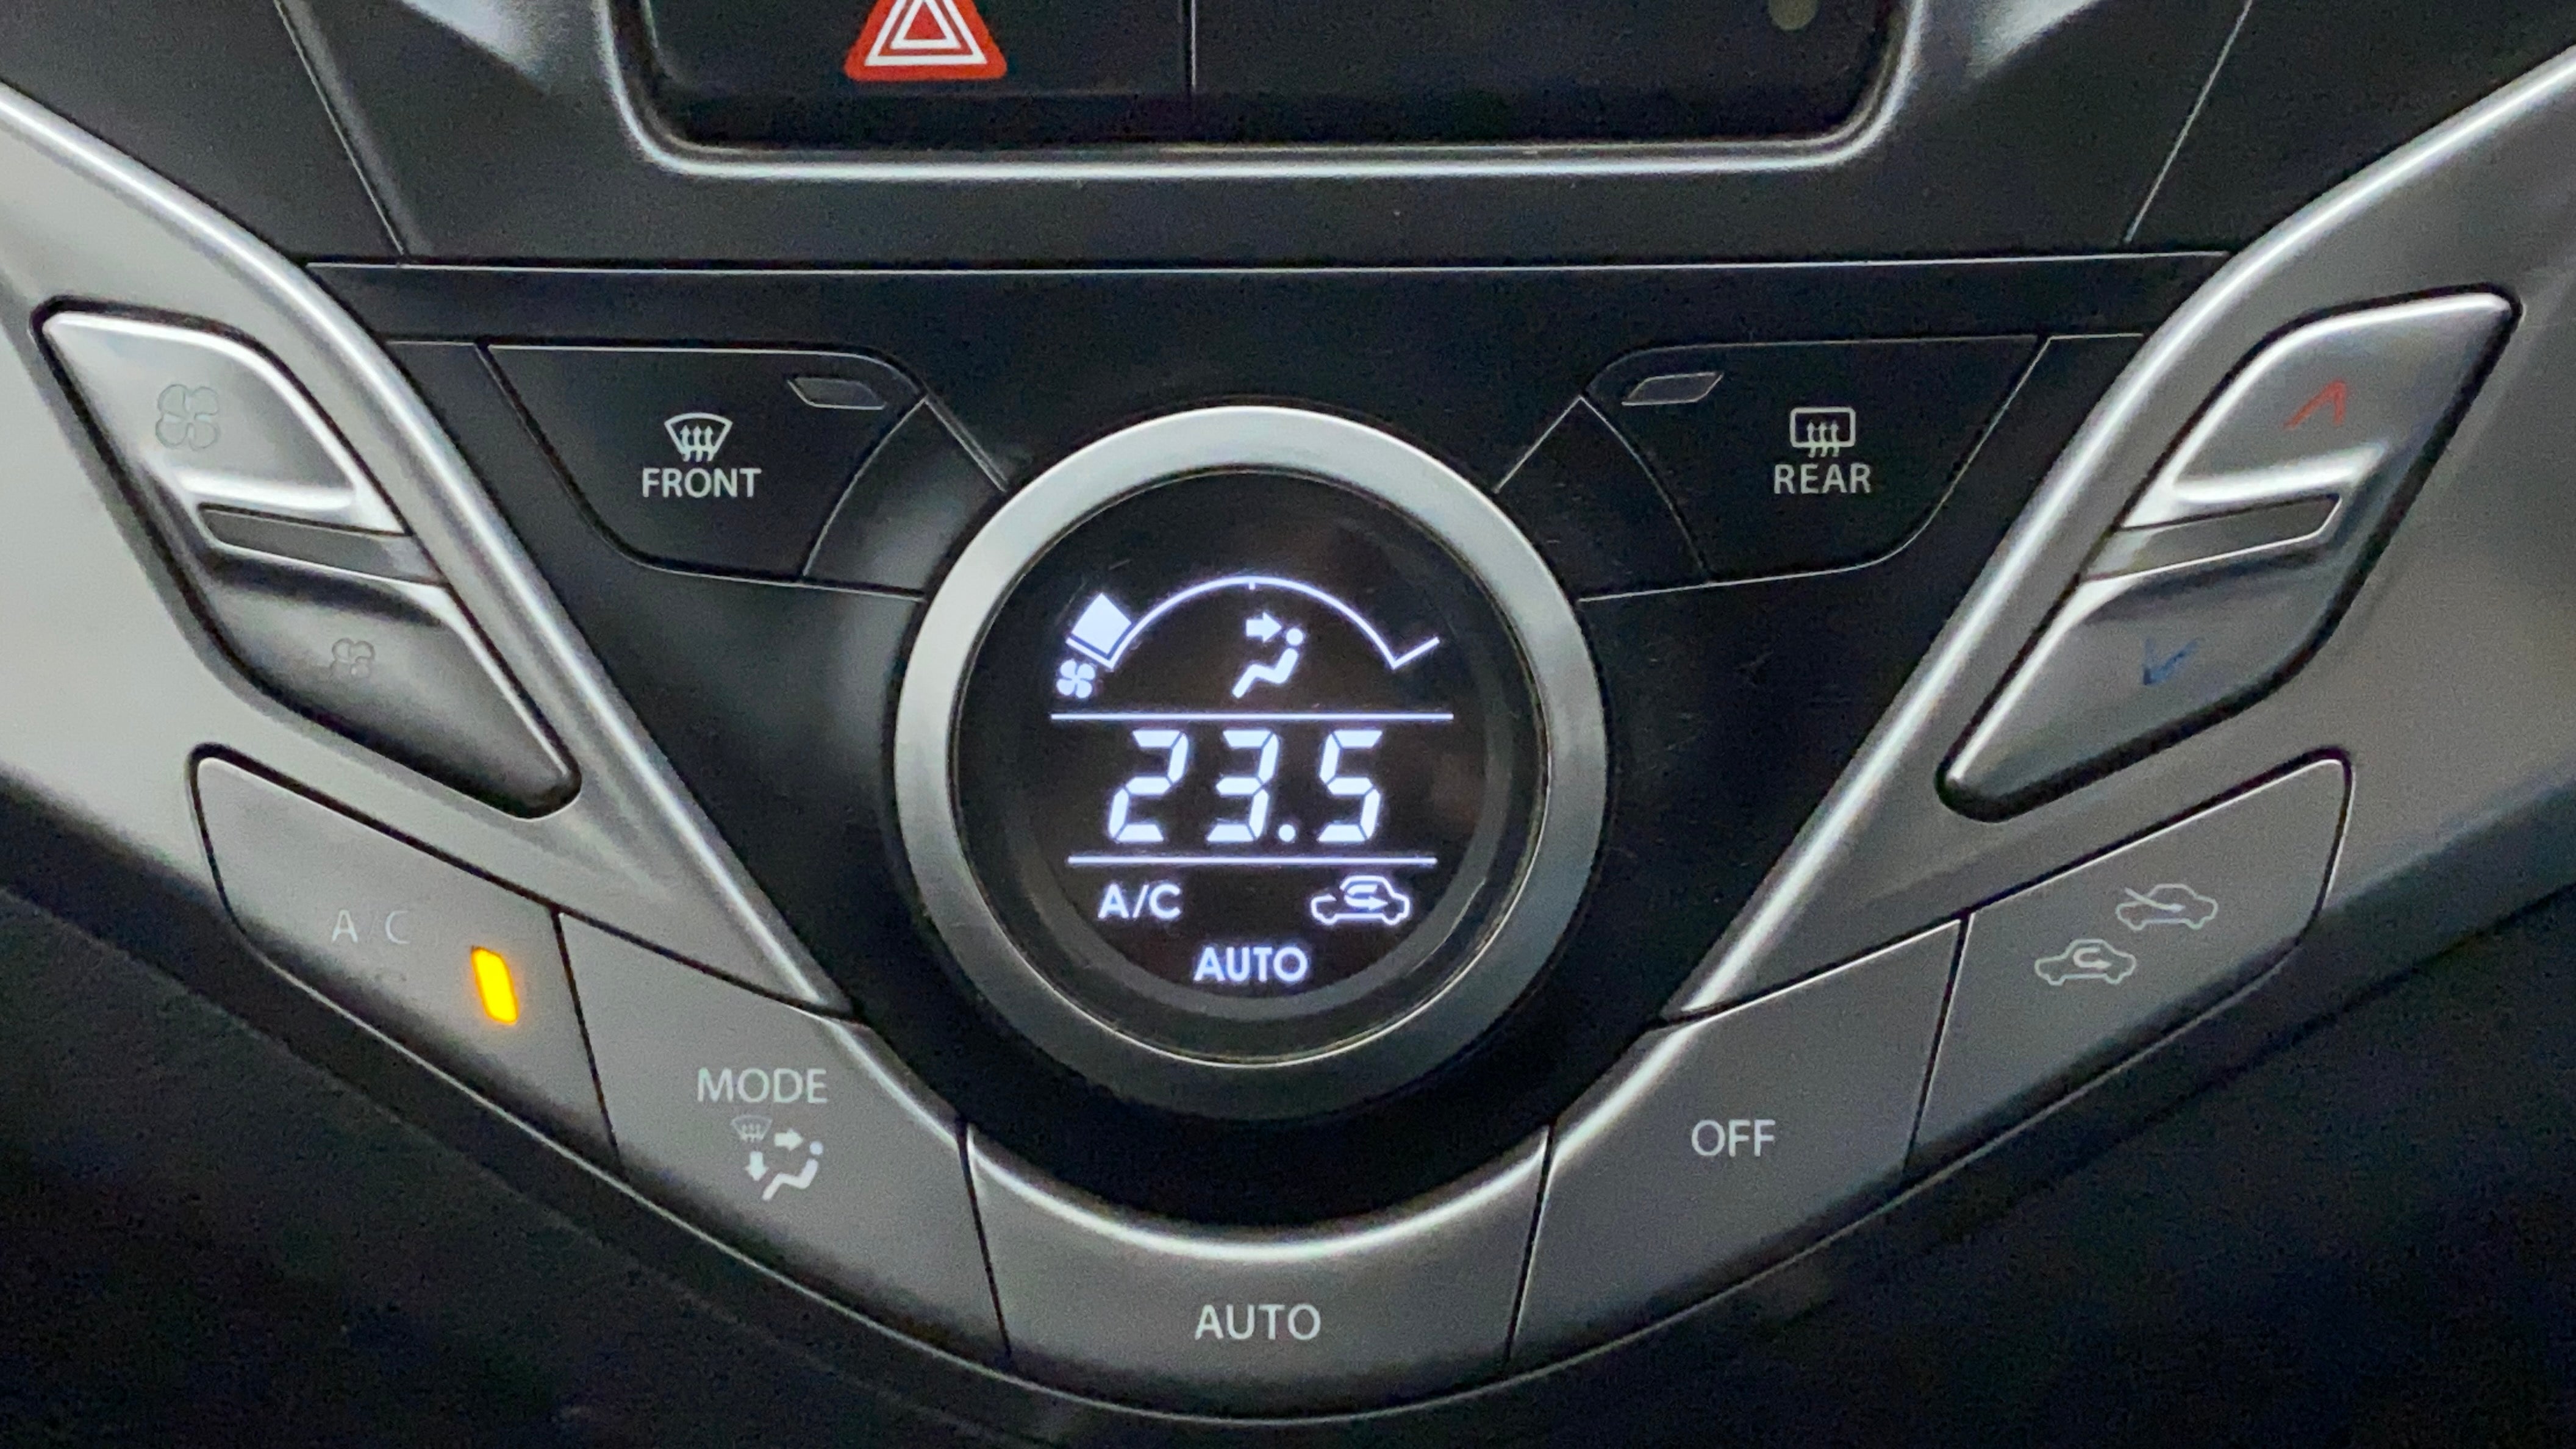 FRONT
REAR
23.5
A/C
AUTO
A/C
MODE
OFF
AUTO